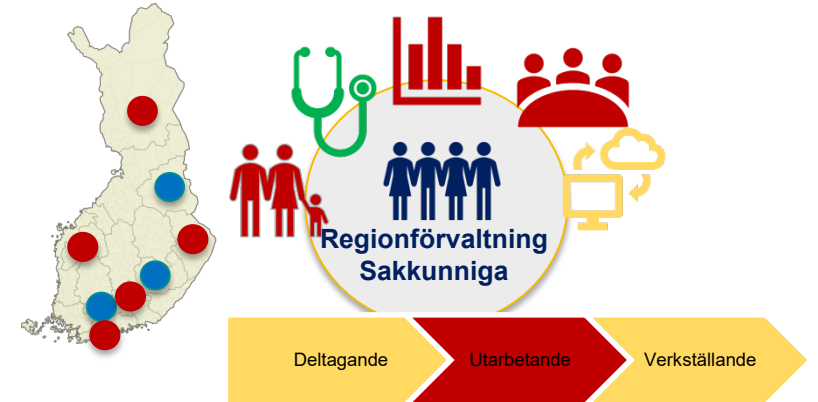 Regionförvaltning
Sakkunniga
Deltagande
Utarbetande
Verkställande